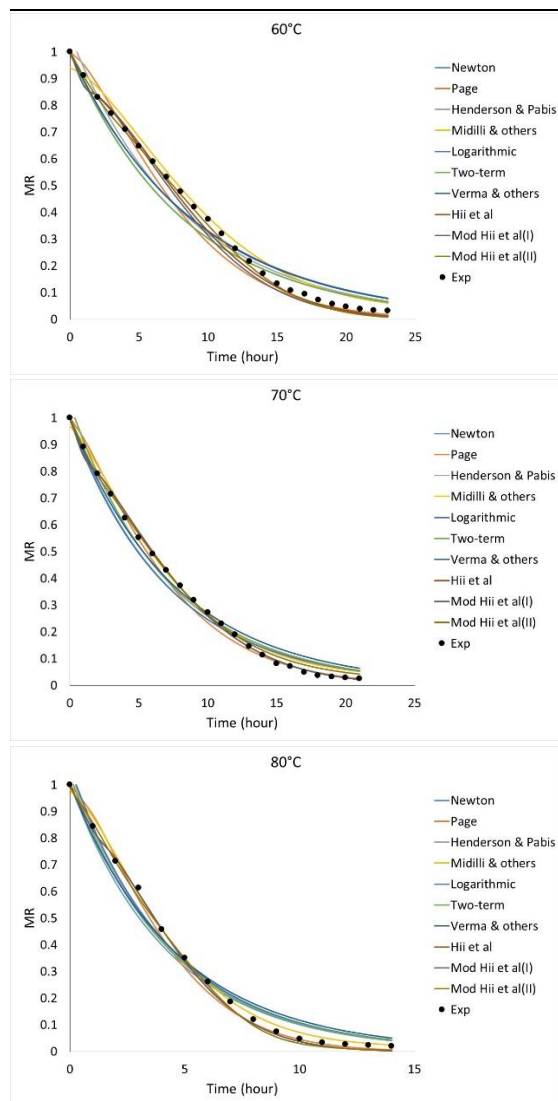 60°C
1
0.9
0.8
0.7
0.6
0.5
0.4
0.3
0.2
0.1
0
MR
0 5 10 15 20 25
Time (hour)
Newton
Page
Henderson & Pabis
Midilli & others
Logarithmic
Two-term
Verma & others
Hii et al
Mod Hii et al(I)
Mod Hii et al(II)
Exp
70°C
1
0.9
0.8
0.7
0.6
0.5
0.4
0.3
0.2
0.1
0
MR
0 5 10 15 20 25
Time (hour)
Newton
Page
Henderson & Pabis
Midilli & others
Logarithmic
Two-term
Verma & others
Hii et al
Mod Hii et al(I)
Mod Hii et al(II)
Exp
80°C
1
0.9
0.8
0.7
0.6
0.5
0.4
0.3
0.2
0.1
0
MR
0 5 10 15
Time (hour)
Newton
Page
Henderson & Pabis
Midilli & others
Logarithmic
Two-term
Verma & others
Hii et al
Mod Hii et al(I)
Mod Hii et al(II)
Exp